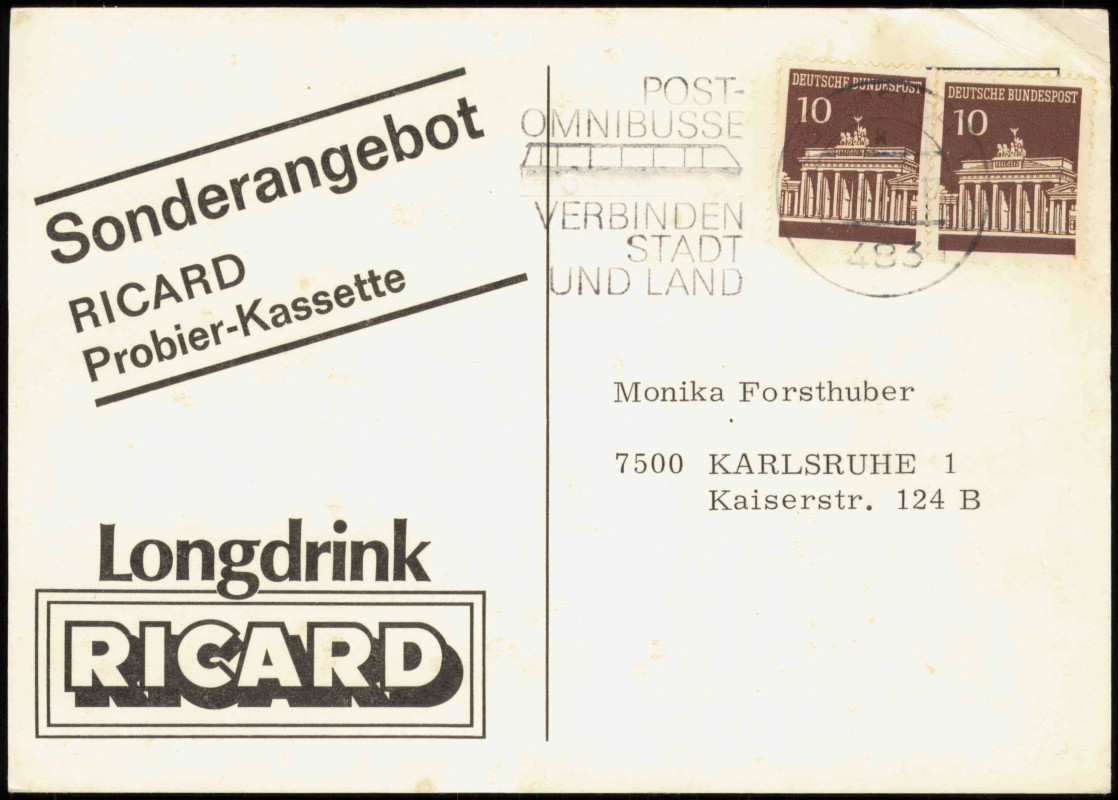 Sonderangebot
RICARD
Probier-Kassette
Longdrink
RICARD
POST-
OMNIBUSSE
VERBINDEN
STADT
UND LAND
DEUTSCHE BUNDESPOST
10
DEUTSCHE BUNDESPOST
10
483
Monika Forsthuber
7500 KARLSRUHE 1
Kaiserstr. 124 B